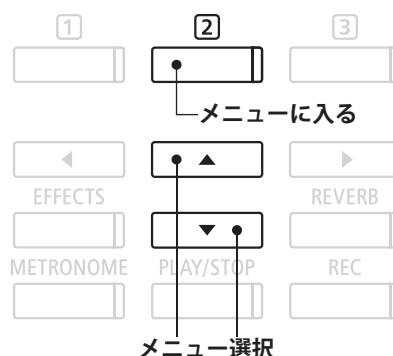 1 2 3
メニューに入る
◀ ▲ ▶
EFFECTS REVERB
▼
METRONOME PLAY/STOP REC
メニュー選択